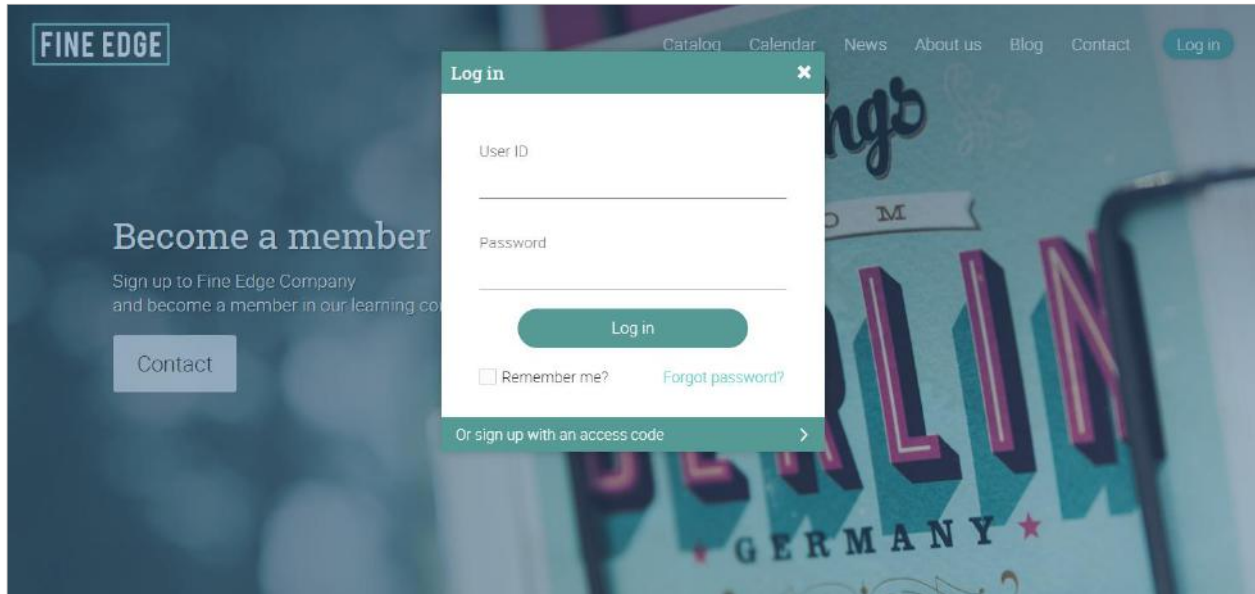 FINE EDGE
Catalog Calendar News About us Blog Contact Log in
Log in
User ID
Password
Log in
Remember me? Forgot password?
Or sign up with an access code
Become a member
Sign up to Fine Edge Company
and become a member in our learning
Contact
BERLIN
GERMANY